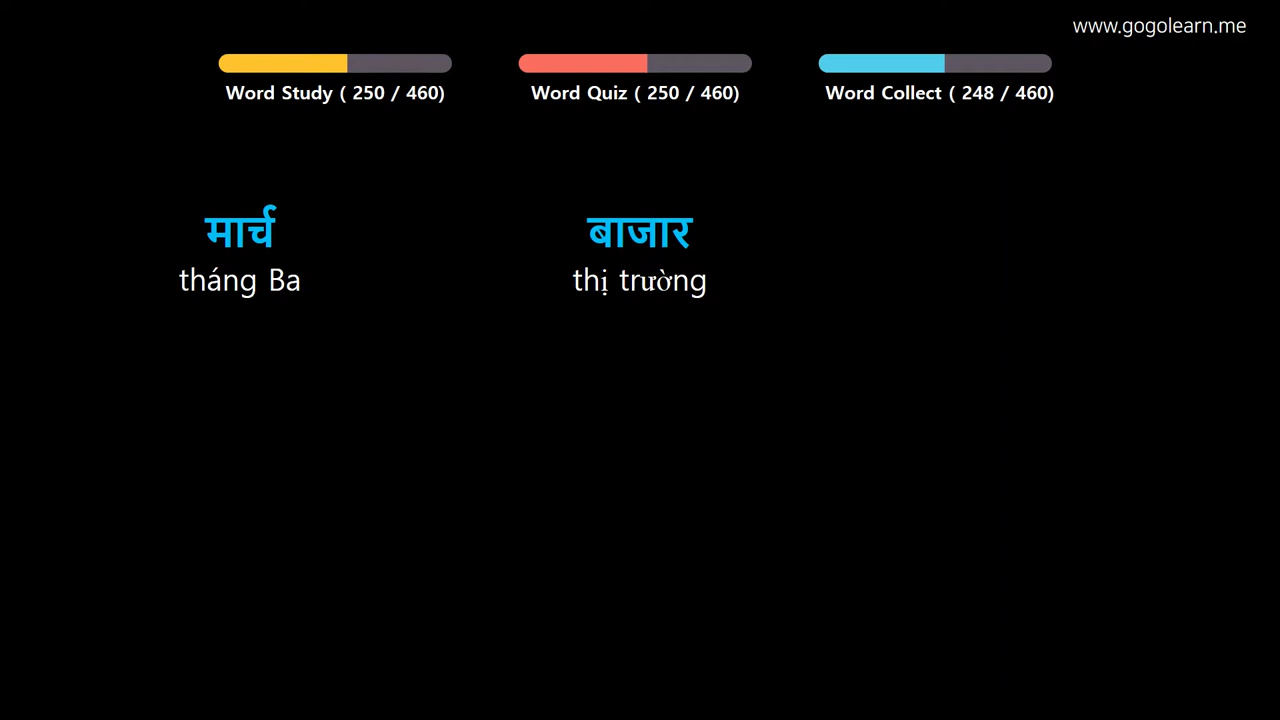 www.gogolearn.me
Word Study ( 250 / 460)
Word Quiz ( 250 / 460)
Word Collect ( 248 / 460)
मार्च
tháng Ba
बाजार
thị trường